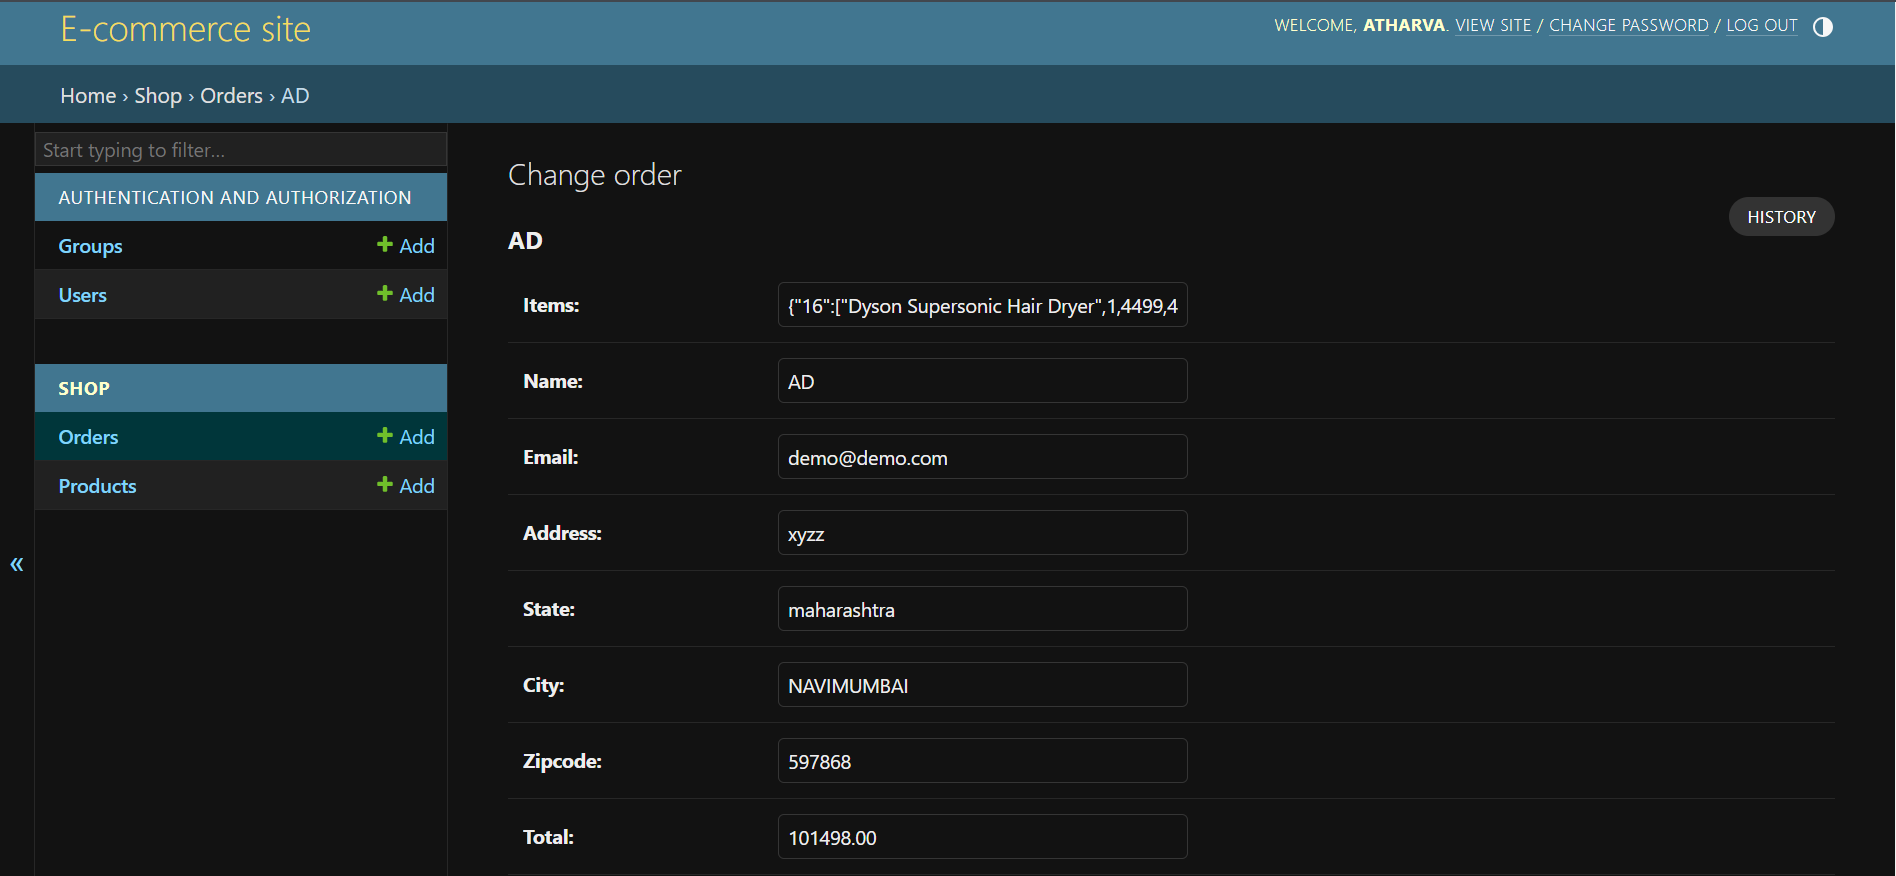 E-commerce site
WELCOME, ATHARVA. VIEW SITE / CHANGE PASSWORD / LOG OUT
Home › Shop › Orders › AD
Start typing to filter...
AUTHENTICATION AND AUTHORIZATION
Groups + Add
Users + Add
SHOP
Orders + Add
Products + Add
«
Change order
HISTORY
AD
Items: {"16":["Dyson Supersonic Hair Dryer",1,4499,4
Name: AD
Email: demo@demo.com
Address: xyzz
State: maharashtra
City: NAVIMUMBAI
Zipcode: 597868
Total: 101498.00